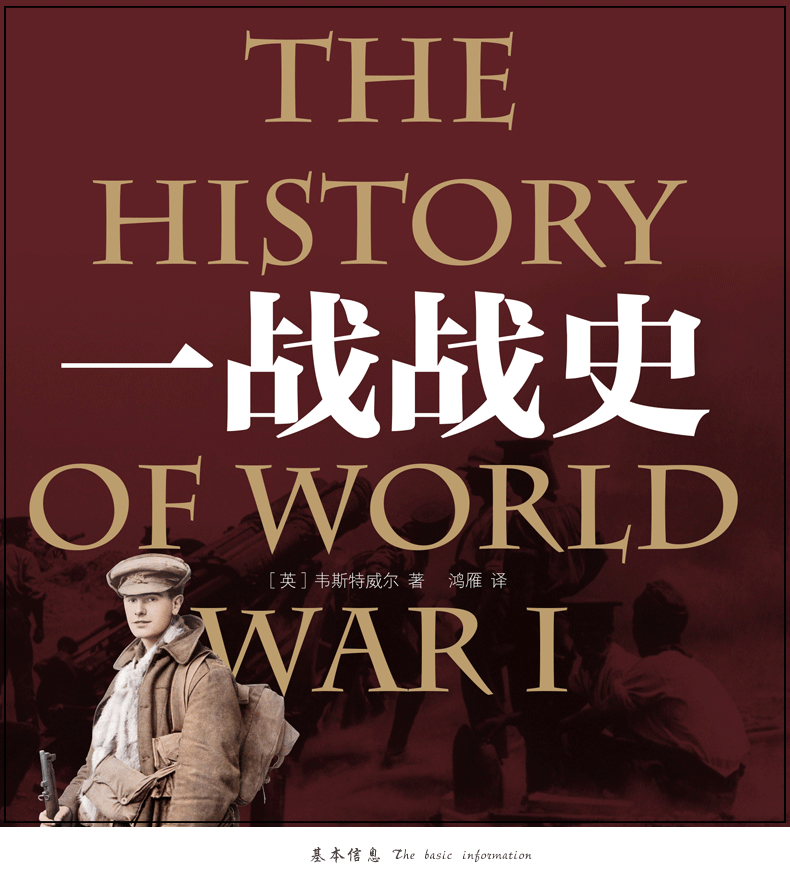 THE
HISTORY
一战战史
OF WORLD
[英] 韦斯特威尔 著 鸿雁 译
WAR I
基本信息 The basic information